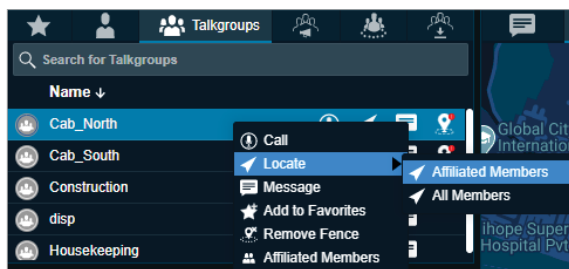 Talkgroups
Search for Talkgroups
Name ↓
Cab_North
Call
Cab_South
Locate
Affiliated Members
Construction
Message
All Members
disp
Add to Favorites
Remove Fence
Housekeeping
Affiliated Members
Global Cit
Internation
ihope Super
Hospital Pvt